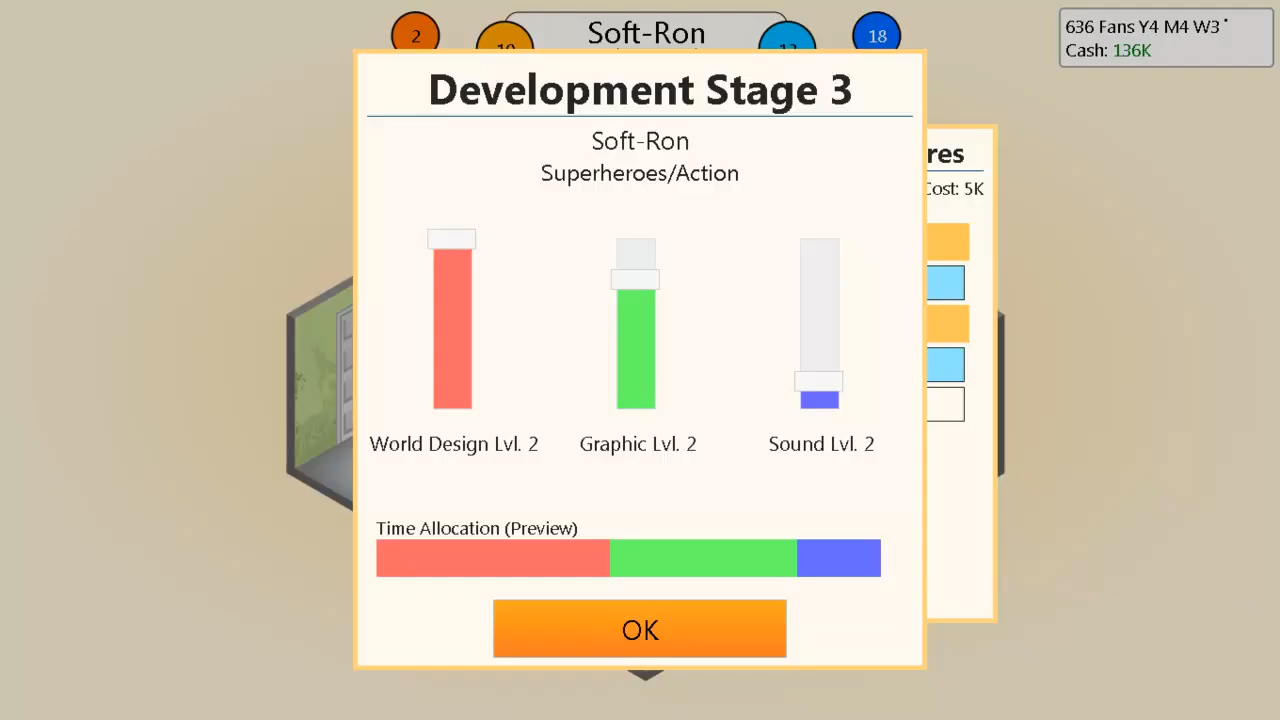 2
Soft-Ron
18
636 Fans Y4 M4 W3
Cash: 136K
Development Stage 3
Soft-Ron
Superheroes/Action
res
Cost: 5K
World Design Lvl. 2
Graphic Lvl. 2
Sound Lvl. 2
Time Allocation (Preview)
OK